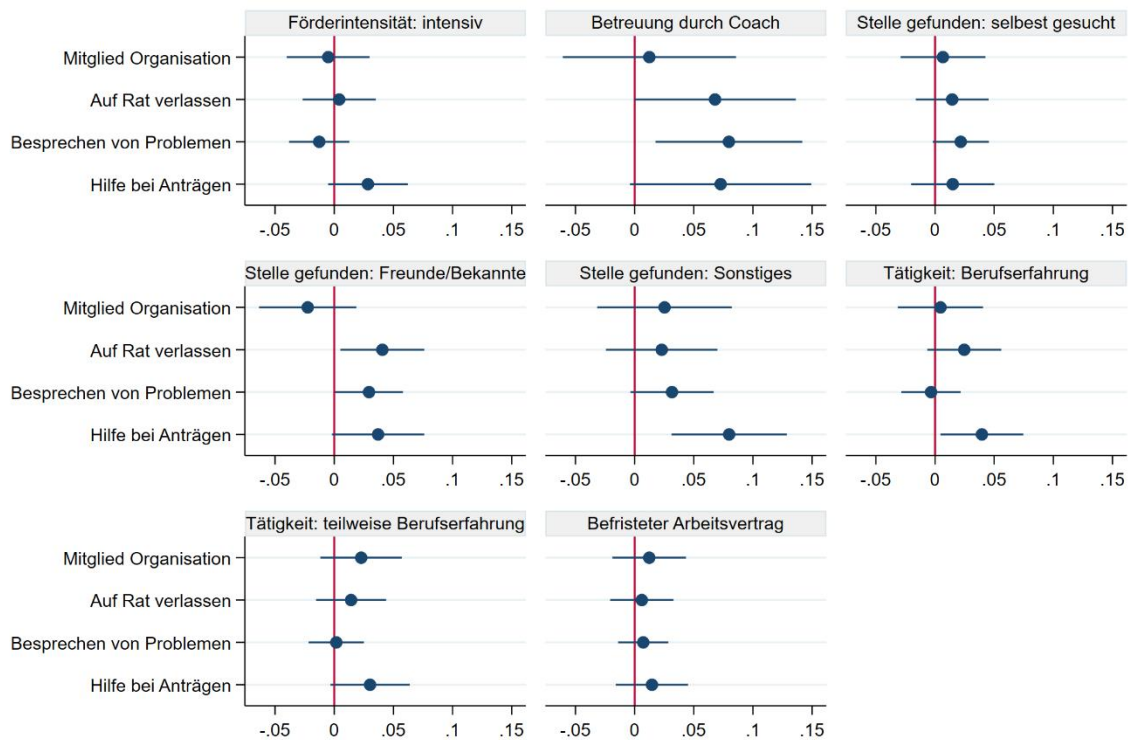 Förderintensität: intensiv
Betreuung durch Coach
Stelle gefunden: selbest gesucht
Mitglied Organisation
Auf Rat verlassen
Besprechen von Problemen
Hilfe bei Anträgen
-.05 0 .05 .1 .15
-.05 0 .05 .1 .15
-.05 0 .05 .1 .15
Stelle gefunden: Freunde/Bekannte
Stelle gefunden: Sonstiges
Tätigkeit: Berufserfahrung
Mitglied Organisation
Auf Rat verlassen
Besprechen von Problemen
Hilfe bei Anträgen
-.05 0 .05 .1 .15
-.05 0 .05 .1 .15
-.05 0 .05 .1 .15
Tätigkeit: teilweise Berufserfahrung
Befristeter Arbeitsvertrag
Mitglied Organisation
Auf Rat verlassen
Besprechen von Problemen
Hilfe bei Anträgen
-.05 0 .05 .1 .15
-.05 0 .05 .1 .15